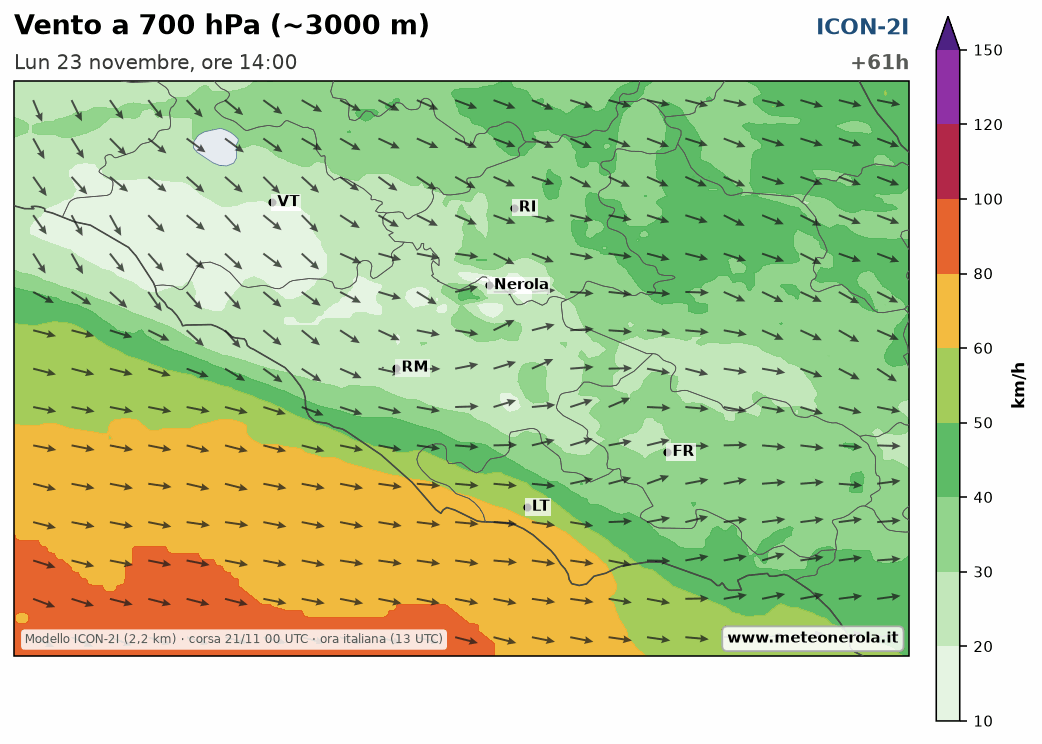 Vento a 700 hPa (~3000 m)
ICON-2I
Lun 23 novembre, ore 14:00
+61h
150
120
100
80
60
50
40
30
20
10
km/h
VT
RI
Nerola
RM
FR
LT
Modello ICON-2I (2,2 km) · corsa 21/11 00 UTC · ora italiana (13 UTC)
www.meteonerola.it